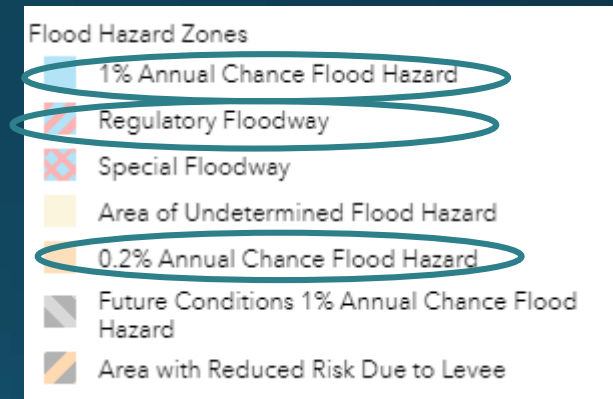 Flood Hazard Zones
1% Annual Chance Flood Hazard
Regulatory Floodway
Special Floodway
Area of Undetermined Flood Hazard
0.2% Annual Chance Flood Hazard
Future Conditions 1% Annual Chance Flood
Hazard
Area with Reduced Risk Due to Levee